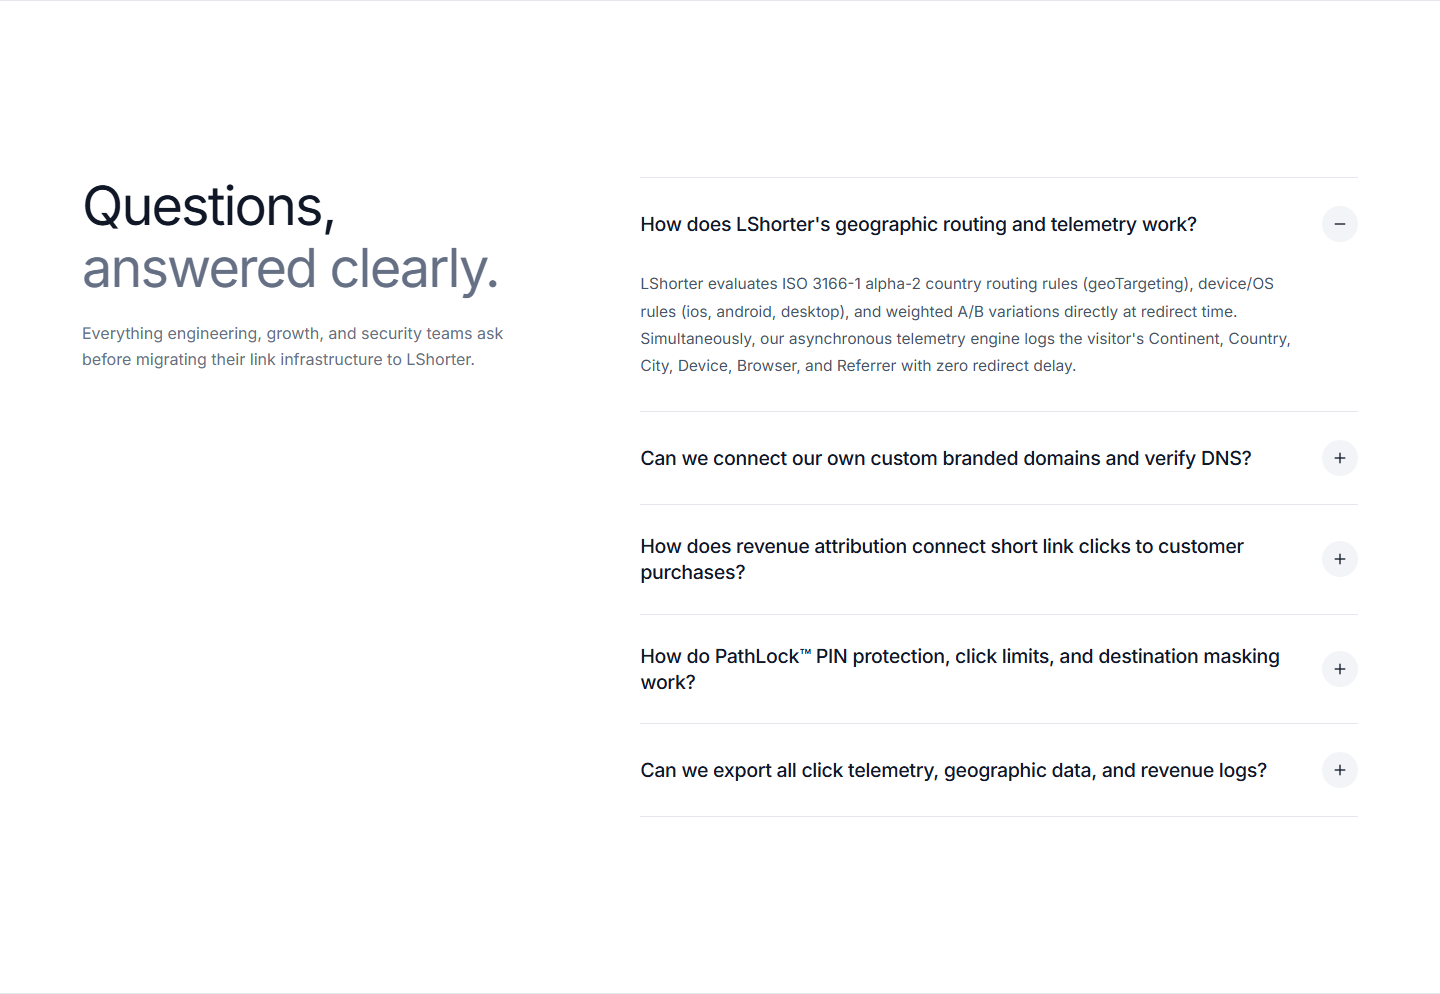 Questions,
answered clearly.
Everything engineering, growth, and security teams ask
before migrating their link infrastructure to LShorter.
How does LShorter's geographic routing and telemetry work?
LShorter evaluates ISO 3166-1 alpha-2 country routing rules (geoTargeting), device/OS
rules (ios, android, desktop), and weighted A/B variations directly at redirect time.
Simultaneously, our asynchronous telemetry engine logs the visitor's Continent, Country,
City, Device, Browser, and Referrer with zero redirect delay.
Can we connect our own custom branded domains and verify DNS?
How does revenue attribution connect short link clicks to customer
purchases?
How do PathLock™ PIN protection, click limits, and destination masking
work?
Can we export all click telemetry, geographic data, and revenue logs?